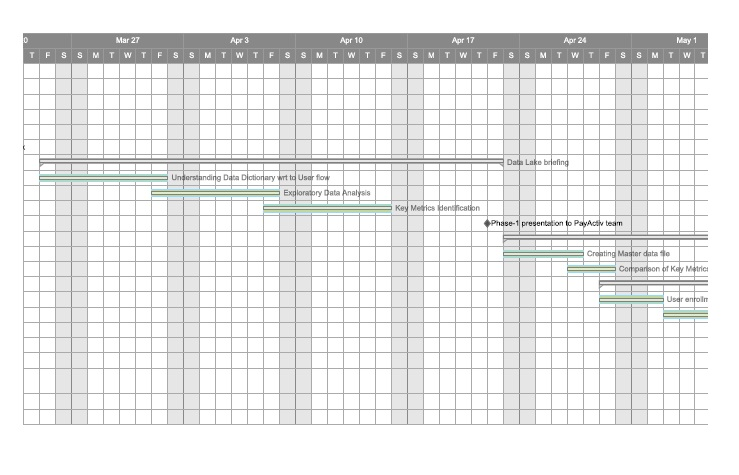 0 Mar 27 Apr 3 Apr 10 Apr 17 Apr 24 May 1
T F S S M T W T F S S M T W T F S S M T W T F S S M T W T F S S M T W T F S S M T W T
Data Lake briefing
Understanding Data Dictionary wrt to User flow
Exploratory Data Analysis
Key Metrics Identification
Phase-1 presentation to PayActiv team
Creating Master data file
Comparison of Key Metrics
User enrollm